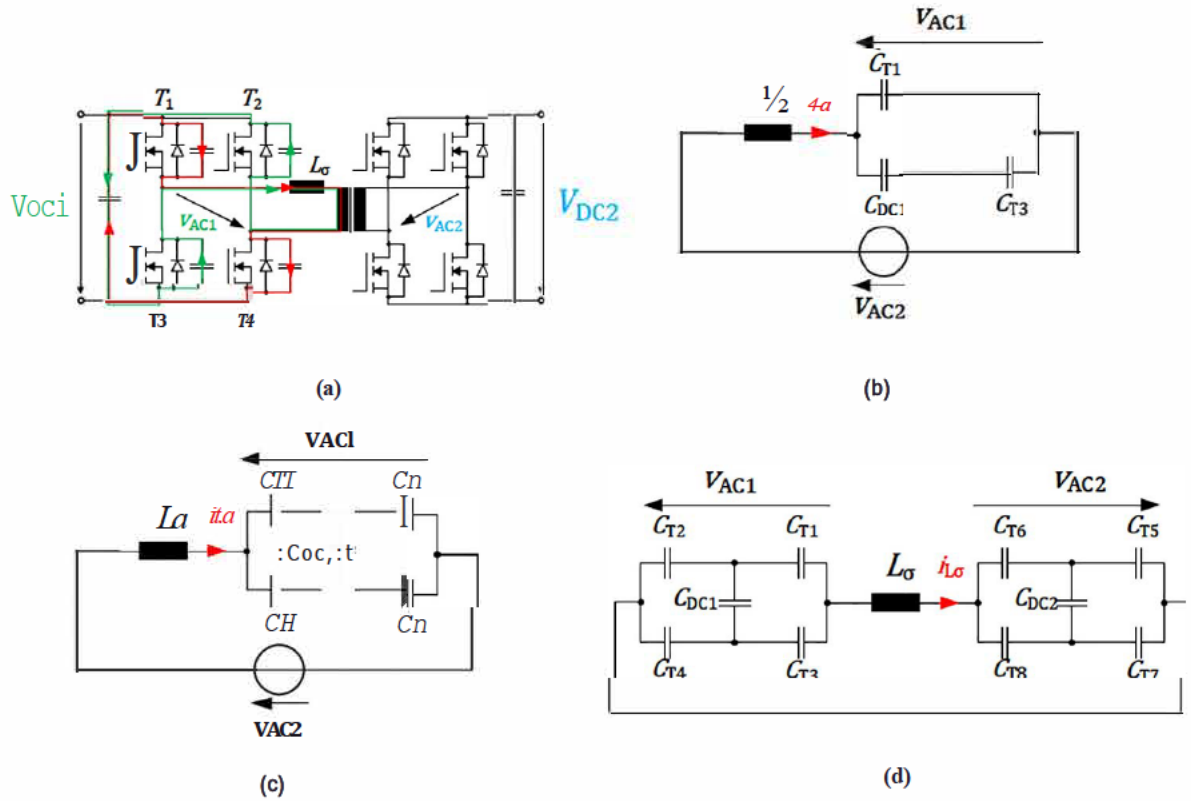 T1 T2
Lσ
Voci
VAC1
VAC2
VDC2
J
J
T3 T4
(a)
VAC1
CT1
1/2 4-a
CDC1 CT3
VAC2
(b)
VACl
CTI Cn
La it.a
:Coc,:t'
CH Cn
VAC2
(c)
VAC1 VAC2
CT2 CT1 CT6 CT5
CDC1 Lσ iLσ CDC2
CT4 CT3 CT8 CT7
(d)